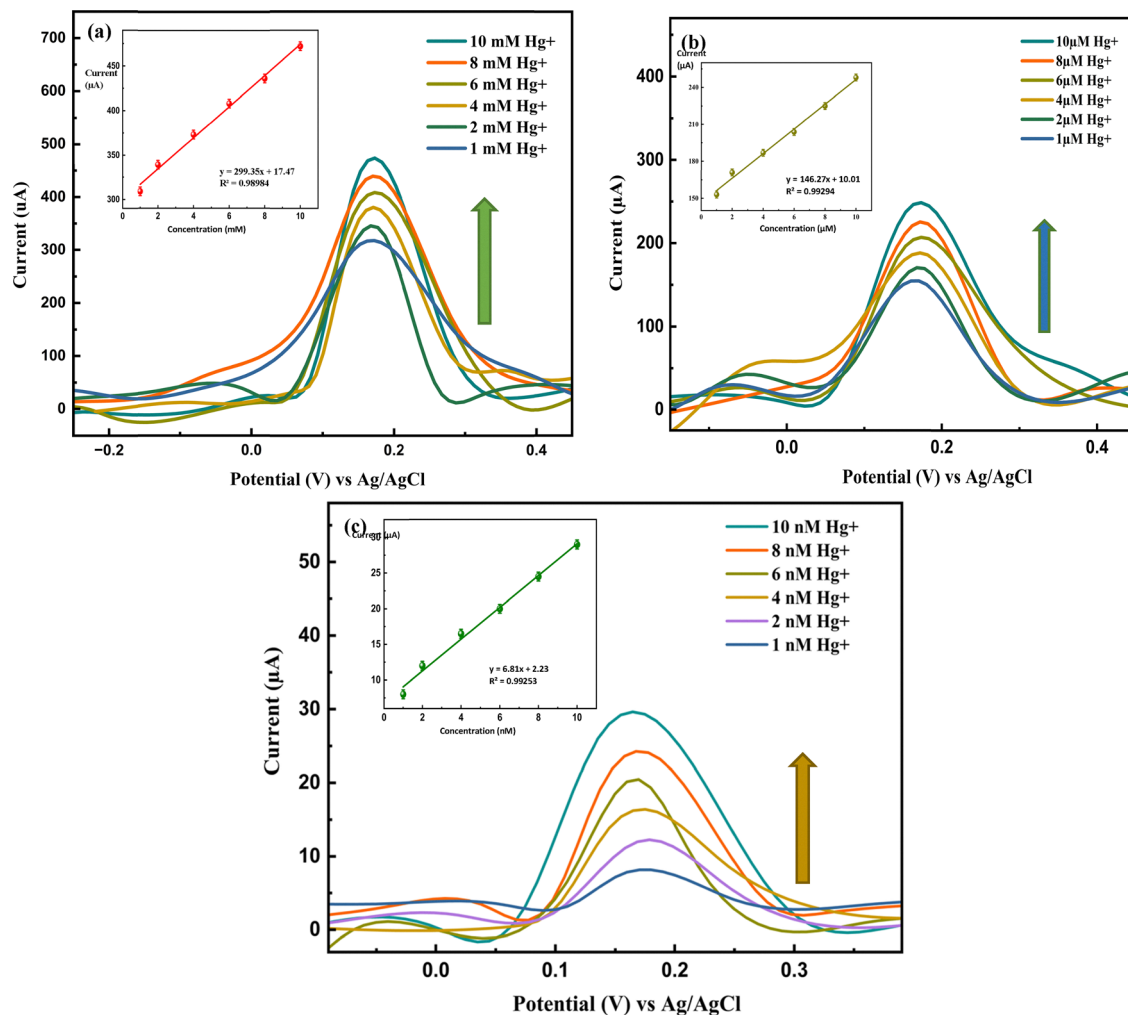 (a)
10 mM Hg+
8 mM Hg+
6 mM Hg+
4 mM Hg+
2 mM Hg+
1 mM Hg+
Current
(μA)
450
400
350
300
0 2 4 6 8 10
Concentration (mM)
y = 299.35x + 17.47
R² = 0.98984
700
600
500
400
300
200
100
0
Current (uA)
−0.2 0.0 0.2 0.4
Potential (V) vs Ag/AgCl
(b)
10μM Hg+
8μM Hg+
6μM Hg+
4μM Hg+
2μM Hg+
1μM Hg+
Current
(μA)
240
210
180
150
2 4 6 8 10
Concentration (μM)
y = 146.27x + 10.01
R² = 0.99294
400
300
200
100
0
Current (μA)
0.0 0.2 0.4
Potential (V) vs Ag/AgCl
(c)
10 nM Hg+
8 nM Hg+
6 nM Hg+
4 nM Hg+
2 nM Hg+
1 nM Hg+
Current (μA)
30
25
20
15
10
0 2 4 6 8 10
Concentration (nM)
y = 6.81x + 2.23
R² = 0.99253
50
40
30
20
10
0
Current (μA)
0.0 0.1 0.2 0.3
Potential (V) vs Ag/AgCl